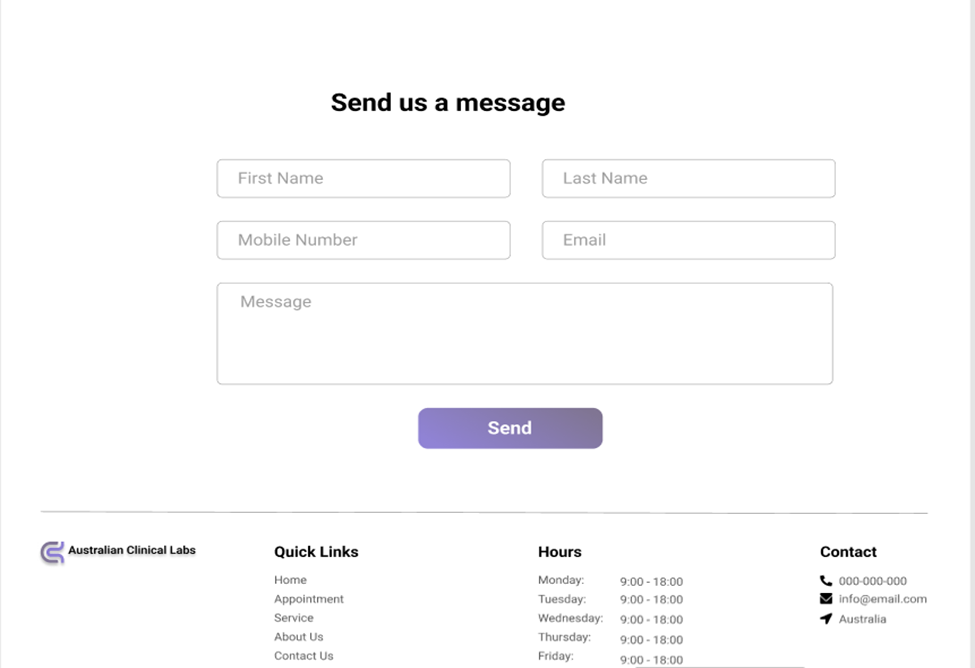 Send us a message
First Name
Last Name
Mobile Number
Email
Message
Send
Australian Clinical Labs
Quick Links
Home
Appointment
Service
About Us
Contact Us
Hours
Monday: 9:00 - 18:00
Tuesday: 9:00 - 18:00
Wednesday: 9:00 - 18:00
Thursday: 9:00 - 18:00
Friday: 9:00 - 18:00
Contact
000-000-000
info@email.com
Australia